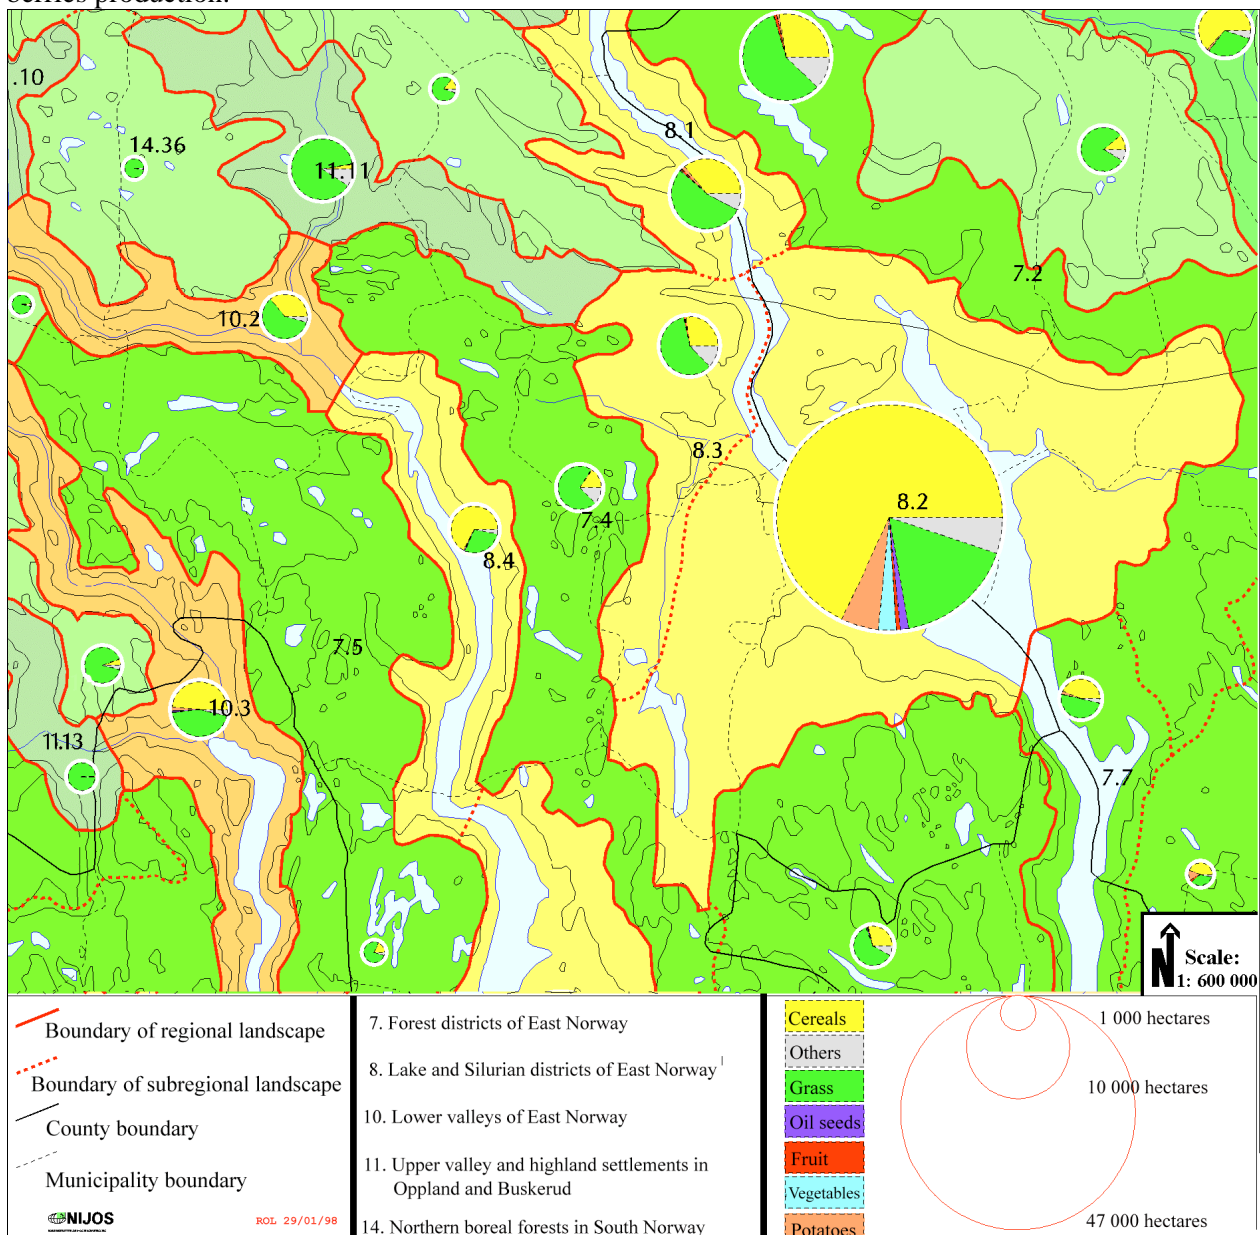 berries production.
.10
14.36
11.11
8.1
7.2
10.2
8.3
8.2
7.4
8.4
7.5
10.3
11.13
7.7
N
Scale:
1: 600 000
Boundary of regional landscape
Boundary of subregional landscape
County boundary
Municipality boundary
NIJOS
ROL 29/01/98
7. Forest districts of East Norway
8. Lake and Silurian districts of East Norway
10. Lower valleys of East Norway
11. Upper valley and highland settlements in
Oppland and Buskerud
14. Northern boreal forests in South Norway
Cereals
Others
Grass
Oil seeds
Fruit
Vegetables
Potatoes
1 000 hectares
10 000 hectares
47 000 hectares